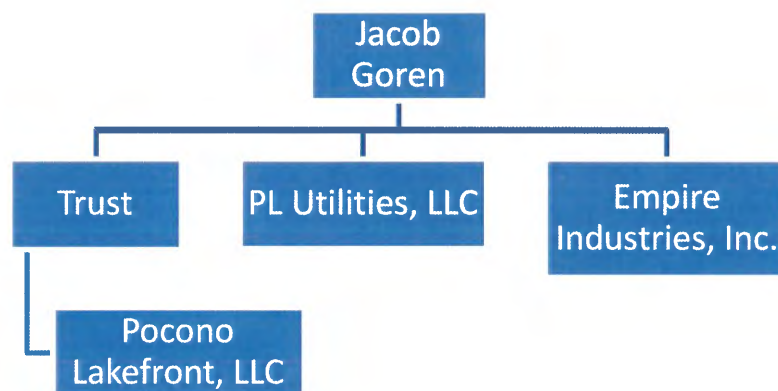 Jacob
Goren
Trust
PL Utilities, LLC
Empire
Industries, Inc.
Pocono
Lakefront, LLC